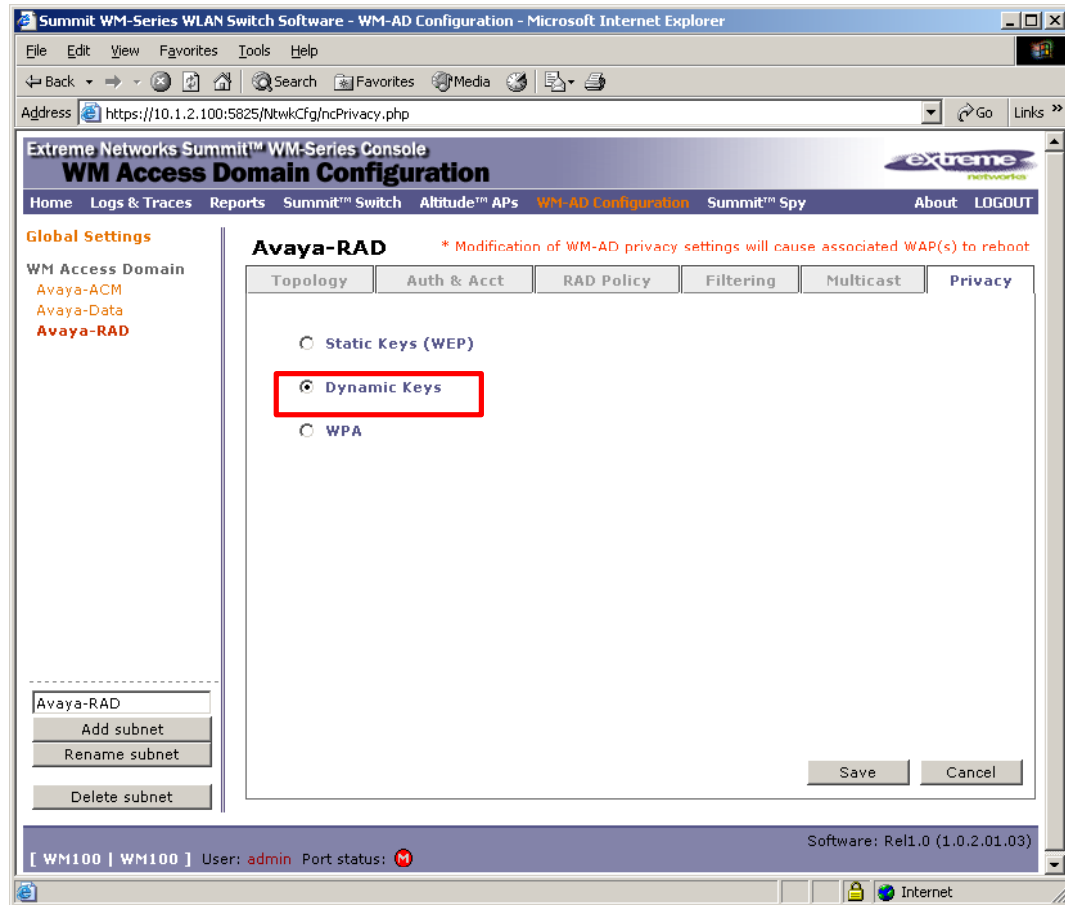 Summit WM-Series WLAN Switch Software - WM-AD Configuration - Microsoft Internet Explorer
File Edit View Favorites Tools Help
Back Search Favorites Media
Address https://10.1.2.100:5825/NtwkCfg/ncPrivacy.php Go Links »
Extreme Networks Summit™ WM-Series Console
WM Access Domain Configuration
extreme
networks
Home Logs & Traces Reports Summit™ Switch Altitude™ APs WM-AD Configuration Summit™ Spy About LOGOUT
Global Settings
WM Access Domain
Avaya-ACM
Avaya-Data
Avaya-RAD
Avaya-RAD * Modification of WM-AD privacy settings will cause associated WAP(s) to reboot
Topology Auth & Acct RAD Policy Filtering Multicast Privacy
Static Keys (WEP)
Dynamic Keys
WPA
Avaya-RAD
Add subnet
Rename subnet
Delete subnet
Save Cancel
Software: Rel1.0 (1.0.2.01.03)
[ WM100 | WM100 ] User: admin Port status: M
Internet